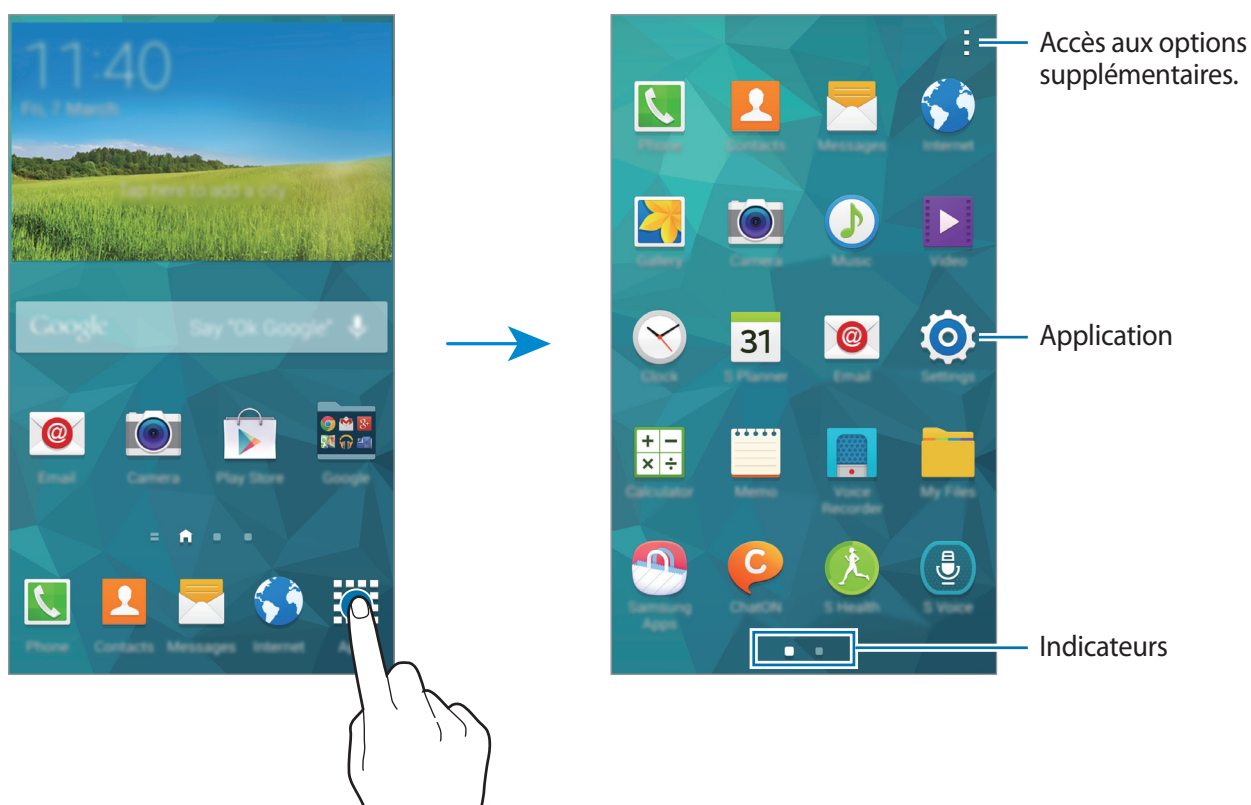 11:40
Fri, 7 March
Tap here to add a city
Google Say "Ok Google"
Email Camera Play Store Google
Phone Contacts Messages Internet
Accès aux options
supplémentaires.
Phone Contacts Messages Internet
Gallery Camera Music Video
31
Clock S Planner Email Settings
Application
Calculator Memo Voice
Recorder My Files
C
Samsung
Apps ChatON S Health S Voice
Indicateurs